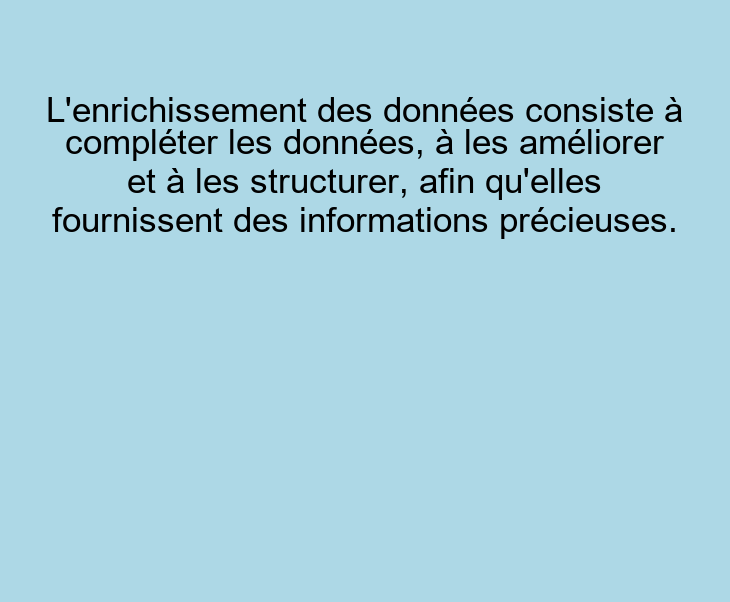 L'enrichissement des données consiste à
compléter les données, à les améliorer
et à les structurer, afin qu'elles
fournissent des informations précieuses.